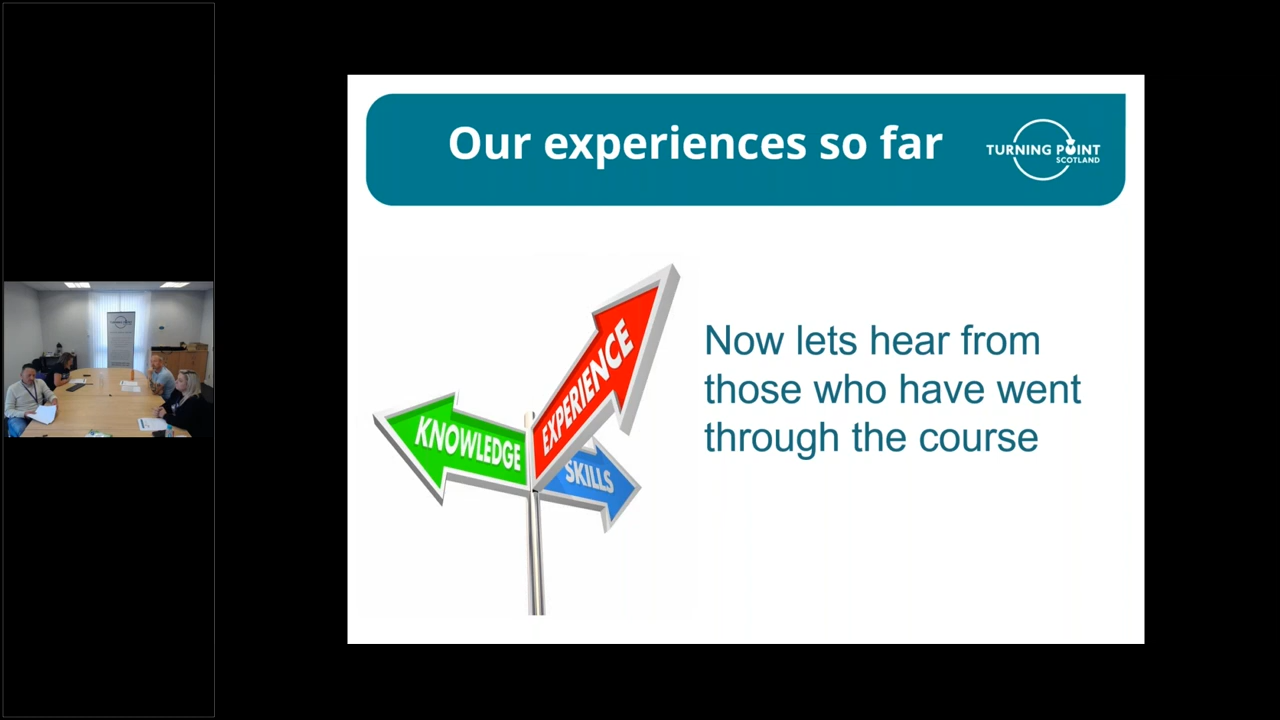 Our experiences so far
TURNING POINT
SCOTLAND
EXPERIENCE
KNOWLEDGE
SKILLS
Now lets hear from
those who have went
through the course